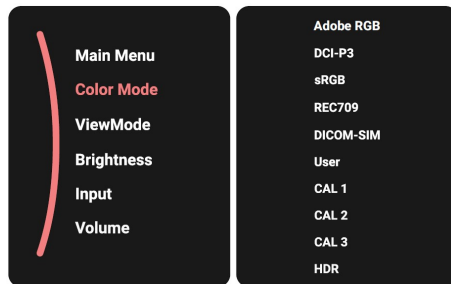 Main Menu
Color Mode
ViewMode
Brightness
Input
Volume
Adobe RGB
DCI-P3
sRGB
REC709
DICOM-SIM
User
CAL 1
CAL 2
CAL 3
HDR